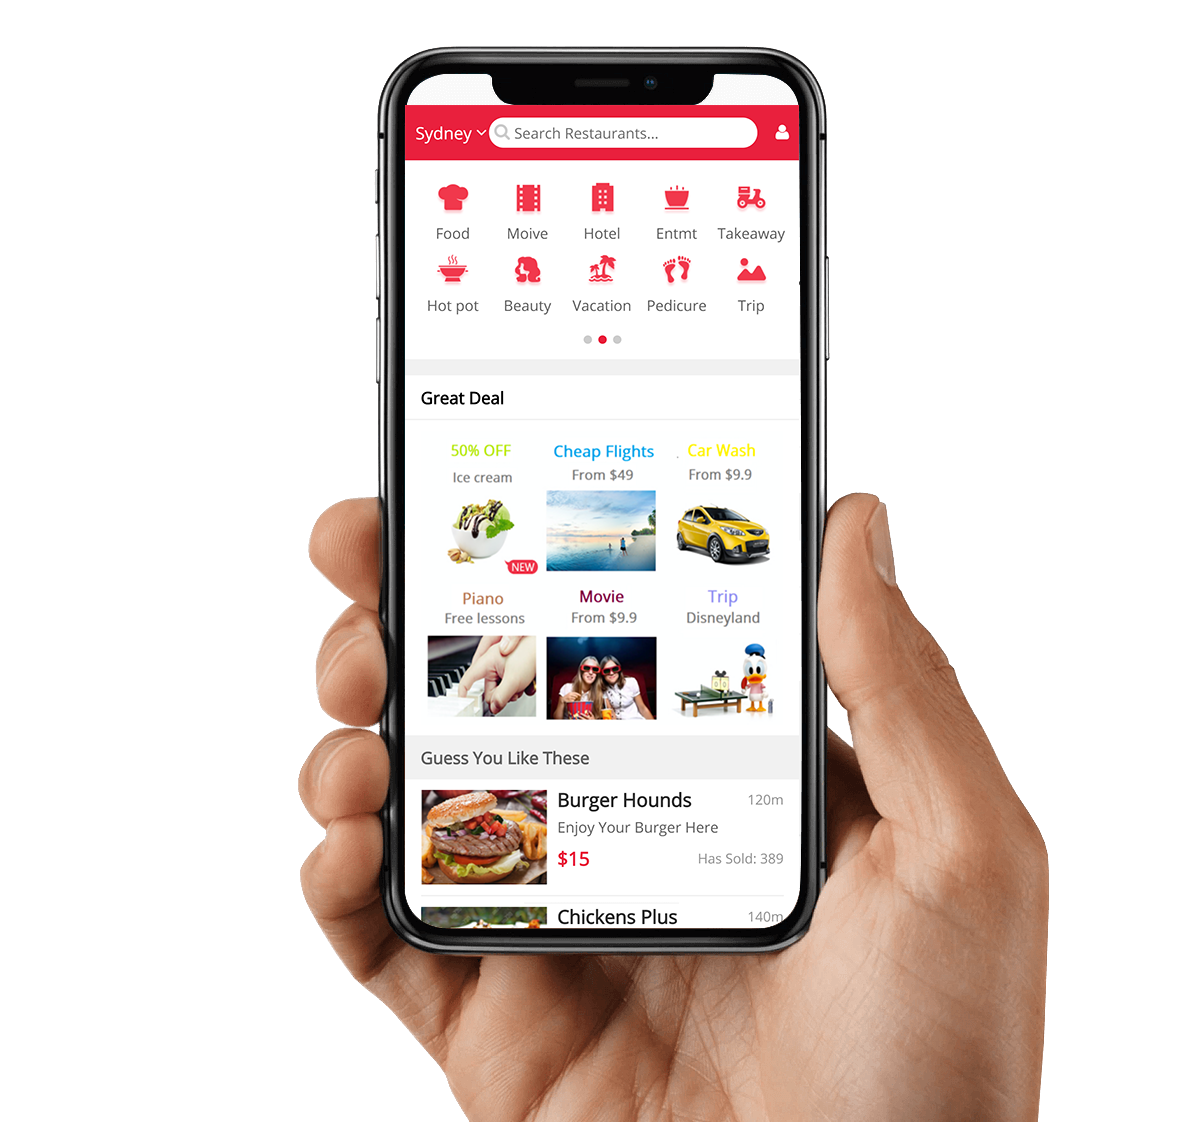 Sydney
Search Restaurants...
Food Moive Hotel Entmt Takeaway
Hot pot Beauty Vacation Pedicure Trip
Great Deal
50% OFF Cheap Flights Car Wash
Ice cream From $49 From $9.9
NEW
Piano Movie Trip
Free lessons From $9.9 Disneyland
Guess You Like These
Burger Hounds 120m
Enjoy Your Burger Here
$15 Has Sold: 389
Chickens Plus 140m